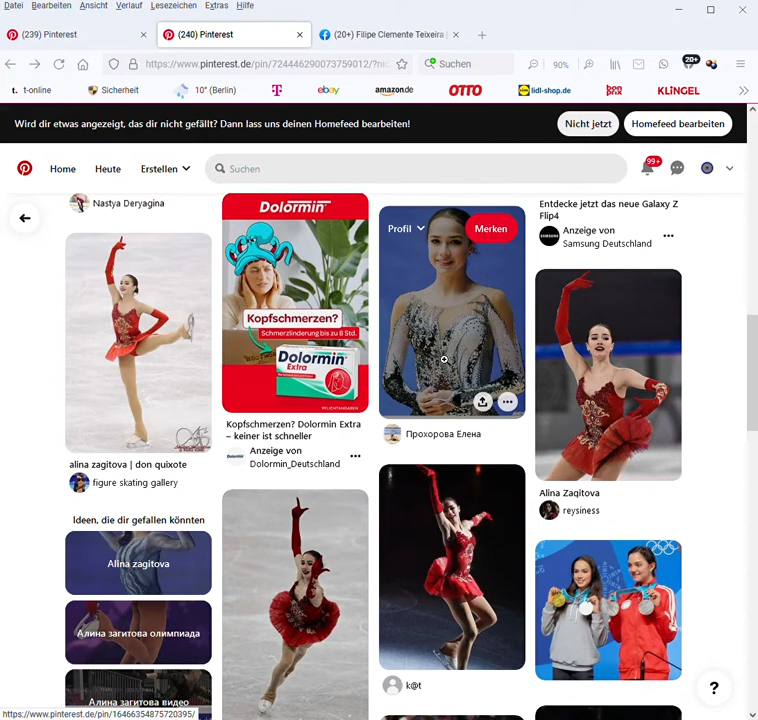 Datei Bearbeiten Ansicht Verlauf Lesezeichen Extras Hilfe
(239) Pinterest
(240) Pinterest
(20+) Filipe Clemente Teixeira
https://www.pinterest.de/pin/724446290073759012/?nic
Suchen
90%
20+
t. t-online
Sicherheit
10° (Berlin)
T
ebay
amazon.de
OTTO
lidl-shop.de
bon prix
KLiNGEL
Wird dir etwas angezeigt, das dir nicht gefällt? Dann lass uns deinen Homefeed bearbeiten!
Nicht jetzt
Homefeed bearbeiten
Home
Heute
Erstellen
Suchen
99+
Nastya Deryagina
alina zagitova | don quixote
figure skating gallery
Ideen, die dir gefallen könnten
Alina zagitova
Алина загитова олимпиада
Алина загитова видео
Dolormin
Kopfschmerzen?
Schmerzlinderung bis zu 8 Std.
Dolormin
Extra
PFLICHTANGABEN
Kopfschmerzen? Dolormin Extra
– keiner ist schneller
Anzeige von
Dolormin_Deutschland
Profil
Merken
Прохорова Елена
k@t
Entdecke jetzt das neue Galaxy Z
Flip4
Anzeige von
Samsung Deutschland
Alina Zagitova
reysiness
?
https://www.pinterest.de/pin/16466354875720395/